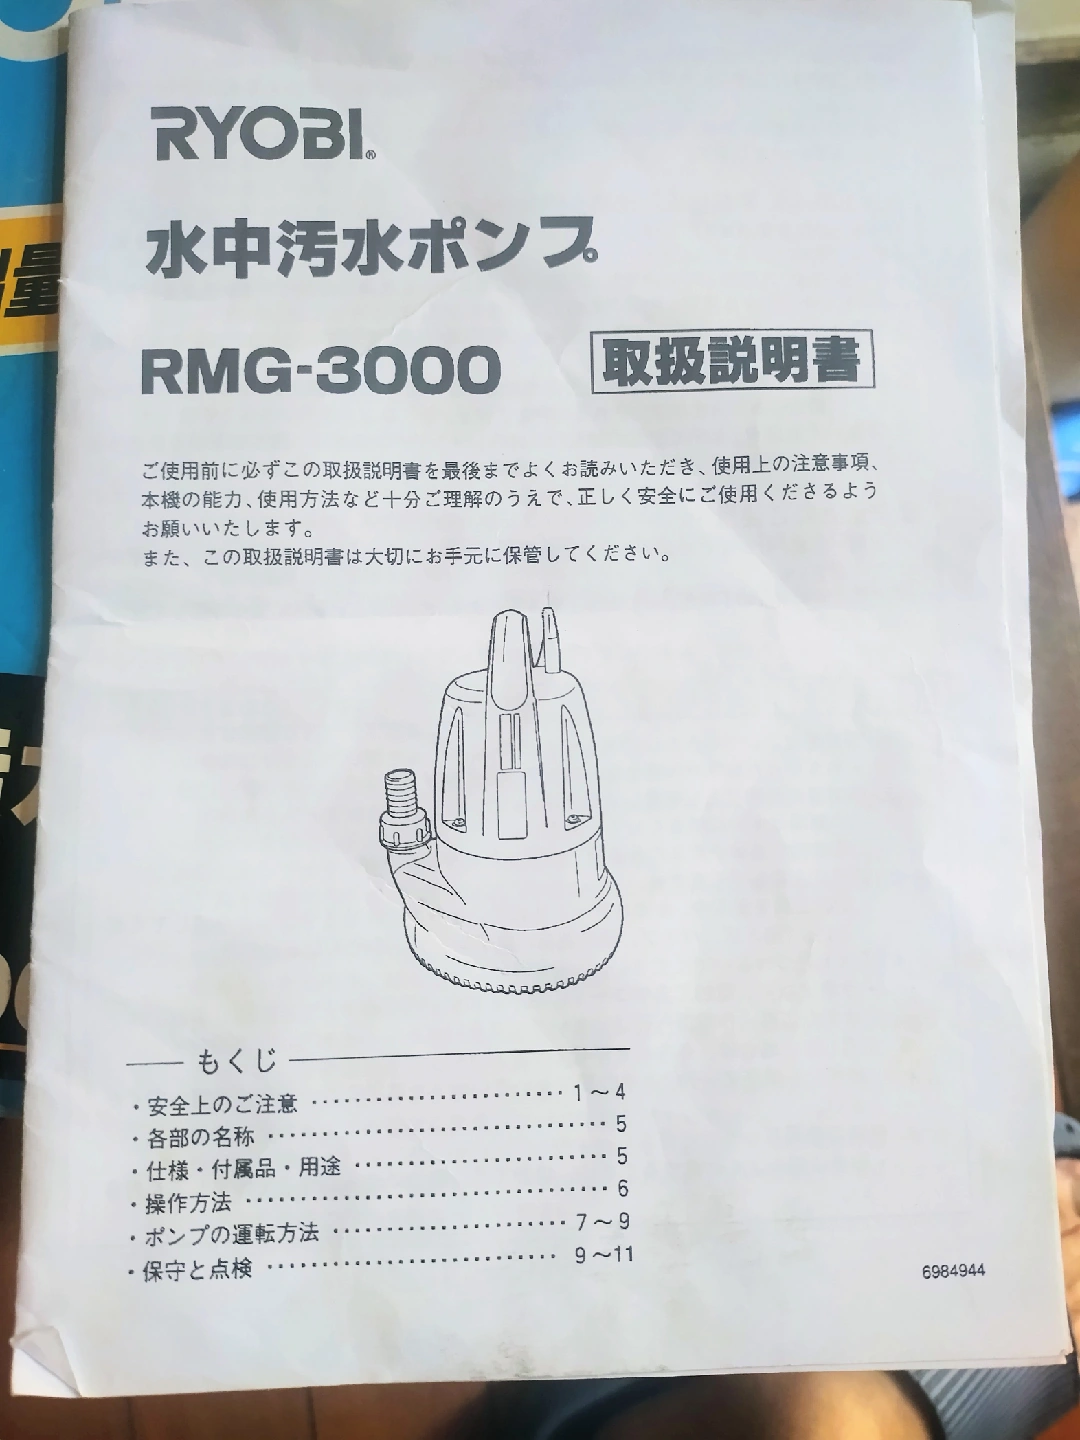 RYOBI®
水中汚水ポンプ
RMG-3000
取扱説明書
ご使用前に必ずこの取扱説明書を最後までよくお読みいただき、使用上の注意事項、
本機の能力、使用方法など十分ご理解のうえで、正しく安全にご使用くださるよう
お願いいたします。
また、この取扱説明書は大切にお手元に保管してください。
もくじ
・安全上のご注意 ........................ 1～4
・各部の名称 ................................ 5
・仕様・付属品・用途 ........................ 5
・操作方法 .................................. 6
・ポンプの運転方法 ...................... 7～9
・保守と点検 ........................... 9～11
6984944
量